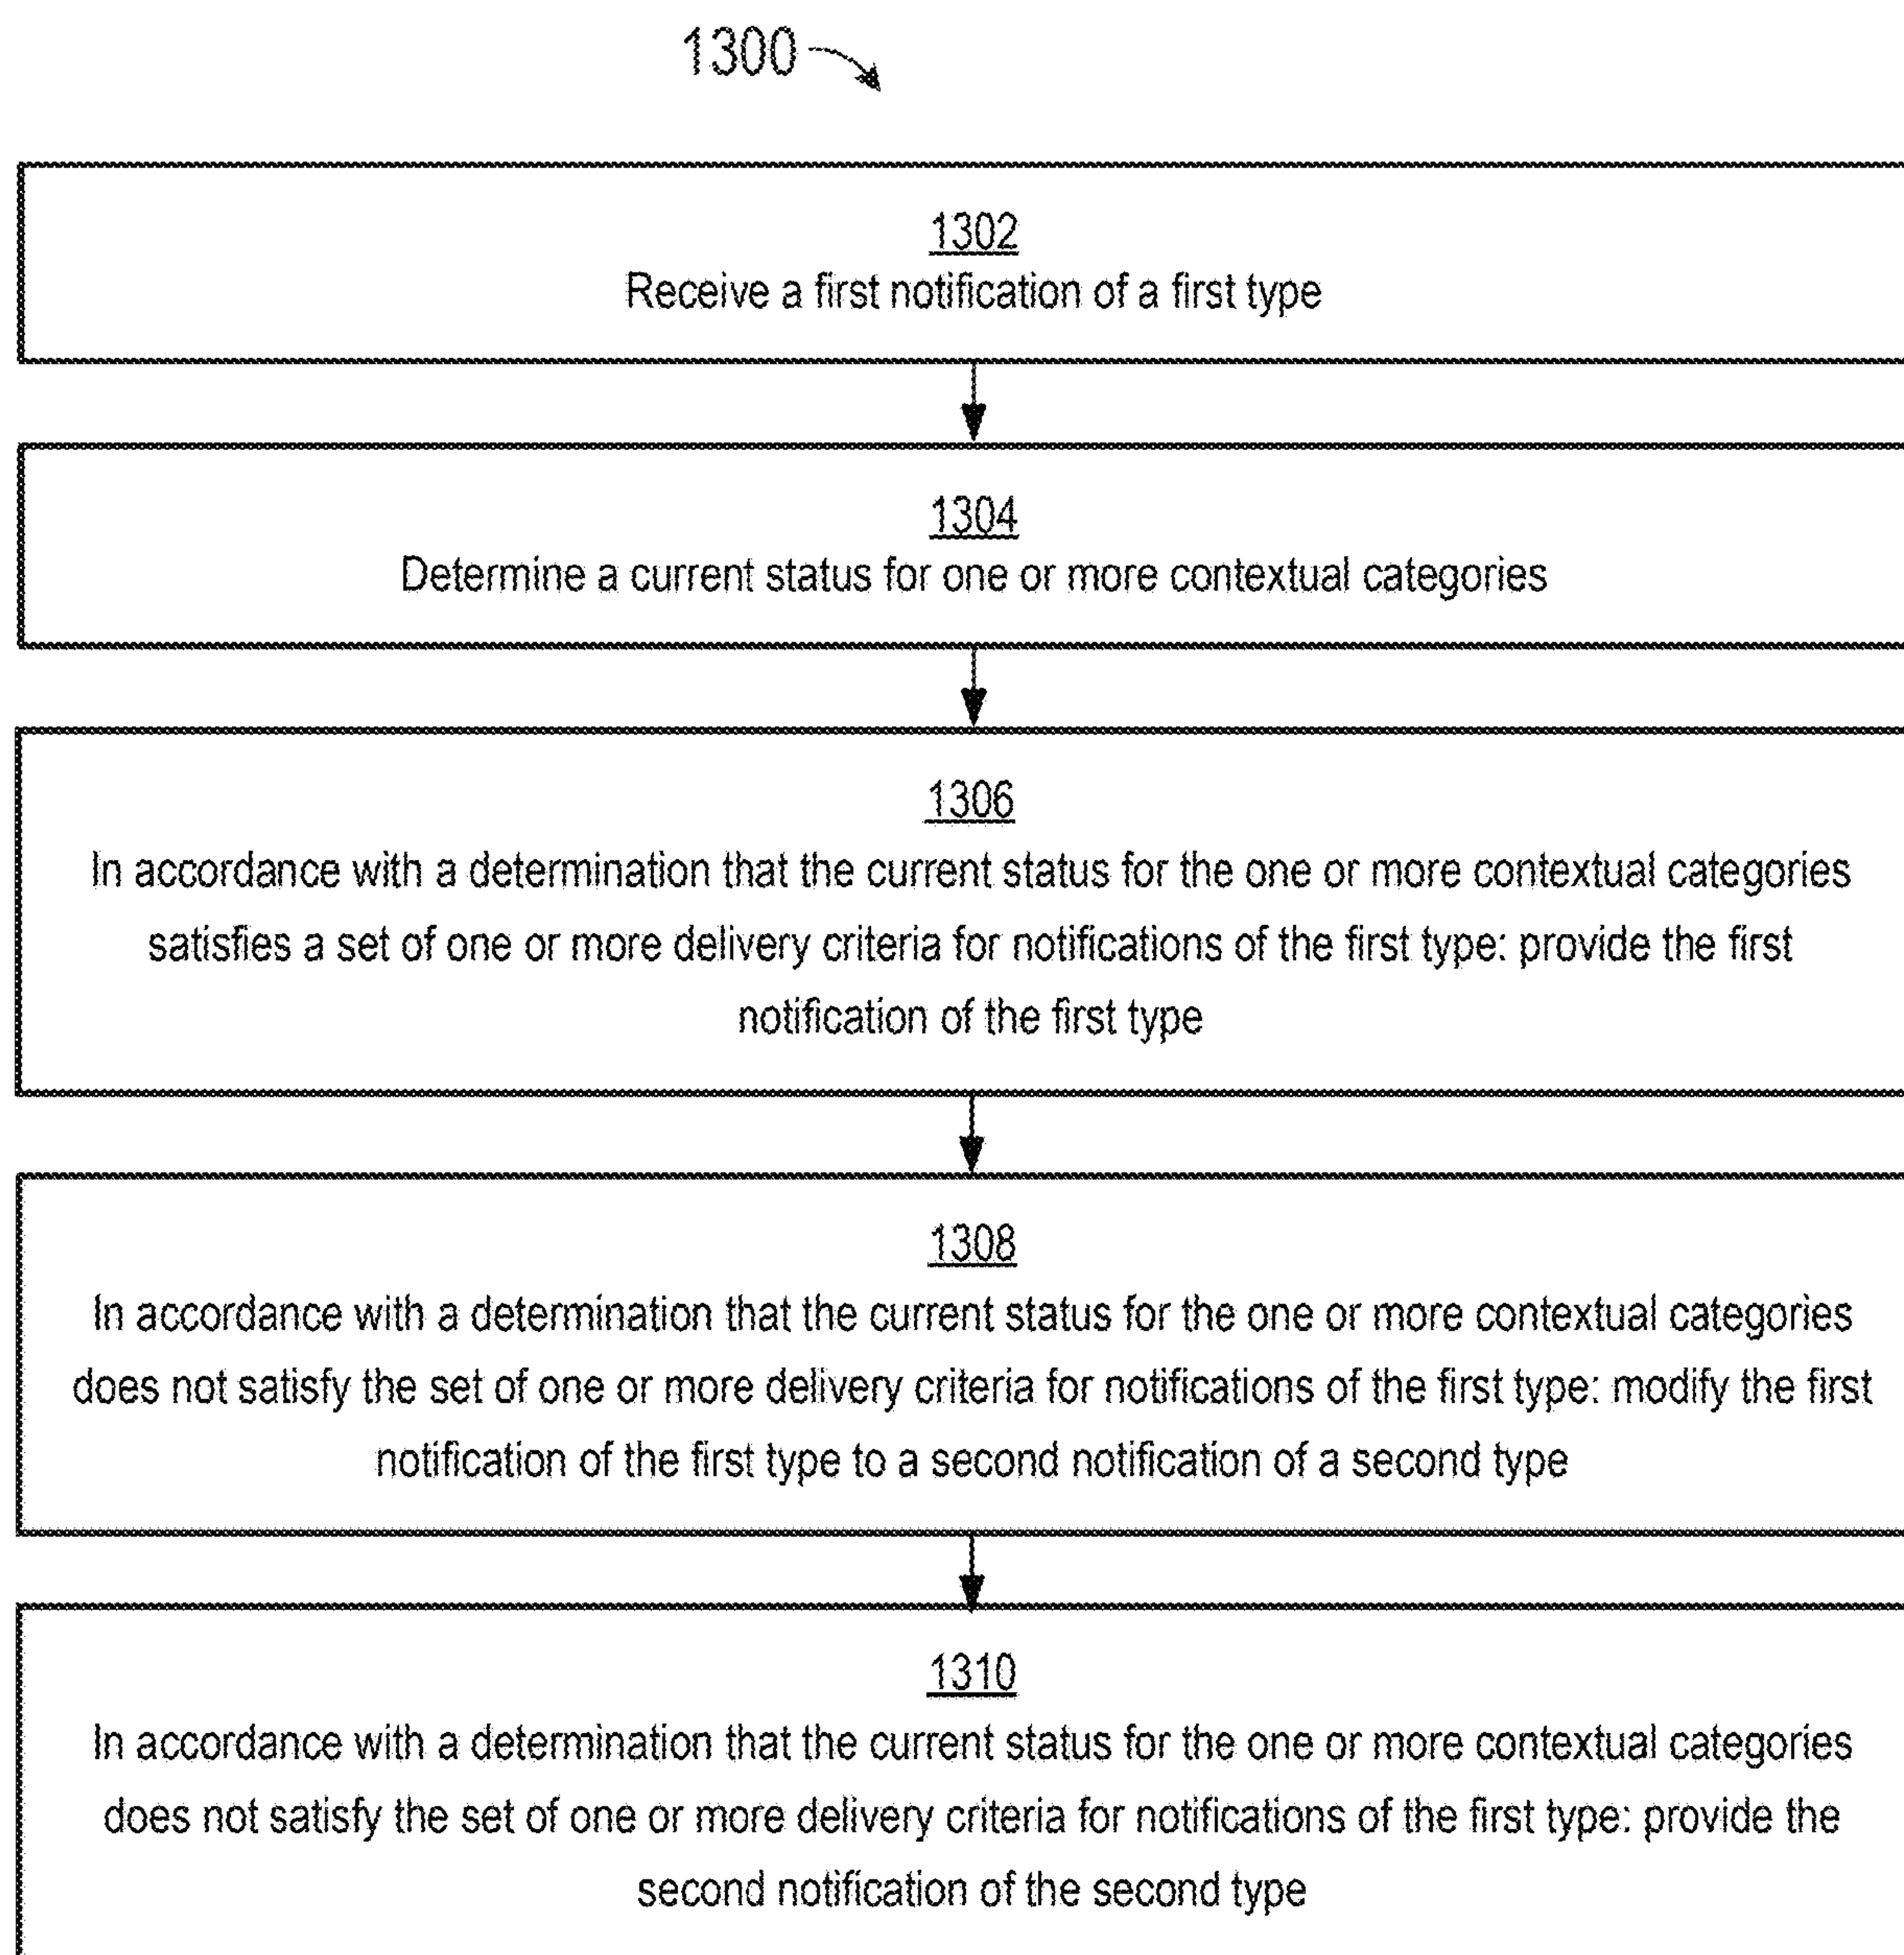 1300
1302
Receive a first notification of a first type
1304
Determine a current status for one or more contextual categories
1306
In accordance with a determination that the current status for the one or more contextual categories
satisfies a set of one or more delivery criteria for notifications of the first type: provide the first
notification of the first type
1308
In accordance with a determination that the current status for the one or more contextual categories
does not satisfy the set of one or more delivery criteria for notifications of the first type: modify the first
notification of the first type to a second notification of a second type
1310
In accordance with a determination that the current status for the one or more contextual categories
does not satisfy the set of one or more delivery criteria for notifications of the first type: provide the
second notification of the second type